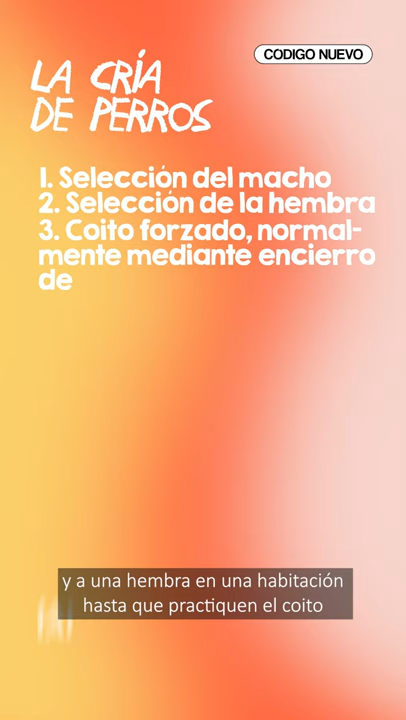 CODIGO NUEVO
LA CRÍA
DE PERROS
1. Selección del macho
2. Selección de la hembra
3. Coito forzado, normal-
mente mediante encierro
de
y a una hembra en una habitación
hasta que practiquen el coito